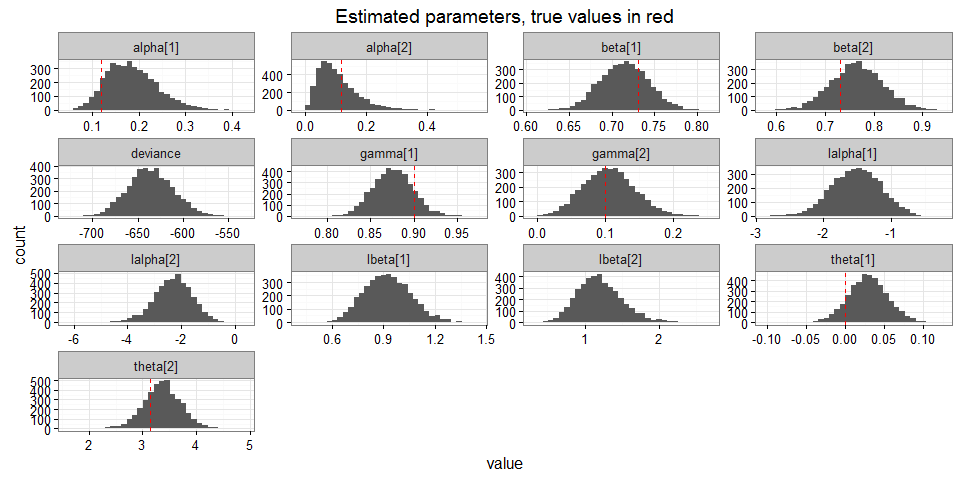 Estimated parameters, true values in red
alpha[1] alpha[2] beta[1] beta[2]
300 200 100 0 400 200 0 300 200 100 0 300 200 100 0
0.1 0.2 0.3 0.4 0.0 0.2 0.4 0.60 0.65 0.70 0.75 0.80 0.6 0.7 0.8 0.9
deviance gamma[1] gamma[2] lalpha[1]
400 300 200 100 0 400 300 200 100 0 300 200 100 0 300 200 100 0
-700 -650 -600 -550 0.80 0.85 0.90 0.95 0.0 0.1 0.2 -3 -2 -1
count
lalpha[2] lbeta[1] lbeta[2] theta[1]
500 400 300 200 100 0 300 200 100 0 400 300 200 100 0 400 300 200 100 0
-6 -4 -2 0 0.6 0.9 1.2 1.5 1 2 -0.10 -0.05 0.00 0.05 0.10
theta[2]
500 400 300 200 100 0
2 3 4 5
value